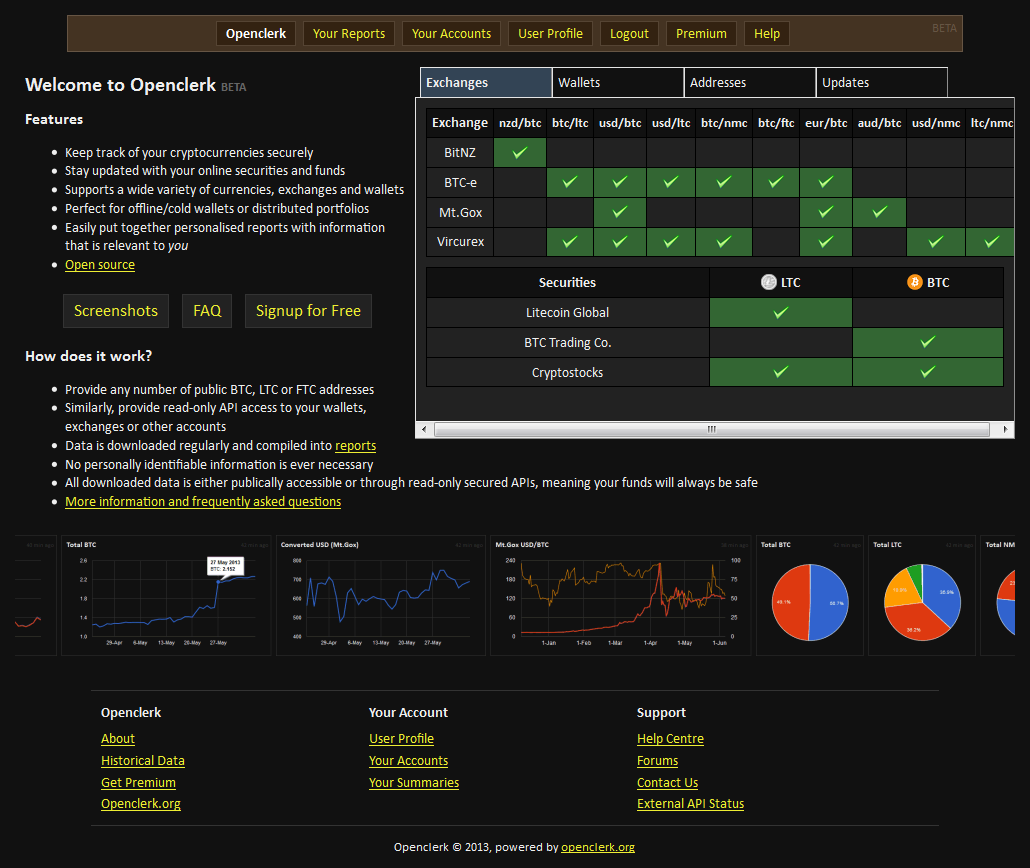 Openclerk Your Reports Your Accounts User Profile Logout Premium Help BETA
Welcome to Openclerk BETA
Features
Keep track of your cryptocurrencies securely
Stay updated with your online securities and funds
Supports a wide variety of currencies, exchanges and wallets
Perfect for offline/cold wallets or distributed portfolios
Easily put together personalised reports with information
that is relevant to you
Open source
Screenshots FAQ Signup for Free
How does it work?
Provide any number of public BTC, LTC or FTC addresses
Similarly, provide read-only API access to your wallets,
exchanges or other accounts
Data is downloaded regularly and compiled into reports
No personally identifiable information is ever necessary
All downloaded data is either publically accessible or through read-only secured APIs, meaning your funds will always be safe
More information and frequently asked questions
Exchanges Wallets Addresses Updates
Exchange nzd/btc btc/ltc usd/btc usd/ltc btc/nmc btc/ftc eur/btc aud/btc usd/nmc ltc/nmc
BitNZ
BTC-e
Mt.Gox
Vircurex
Securities LTC BTC
Litecoin Global
BTC Trading Co.
Cryptostocks
Total BTC
2.6
2.2
1.8
1.4
1.0
27 May 2013
BTC: 2.152
29-Apr 6-May 13-May 20-May 27-May
Converted USD (Mt.Gox)
800
700
600
500
400
29-Apr 6-May 13-May 20-May 27-May
Mt.Gox USD/BTC
240 100
180 75
120 50
60 25
0 0
1-Jan 1-Feb 1-Mar 1-Apr 1-May 1-Jun
Total BTC
49.1%
Total LTC
36.9%
36.2%
Total NM
Openclerk
About
Historical Data
Get Premium
Openclerk.org
Your Account
User Profile
Your Accounts
Your Summaries
Support
Help Centre
Forums
Contact Us
External API Status
Openclerk © 2013, powered by openclerk.org